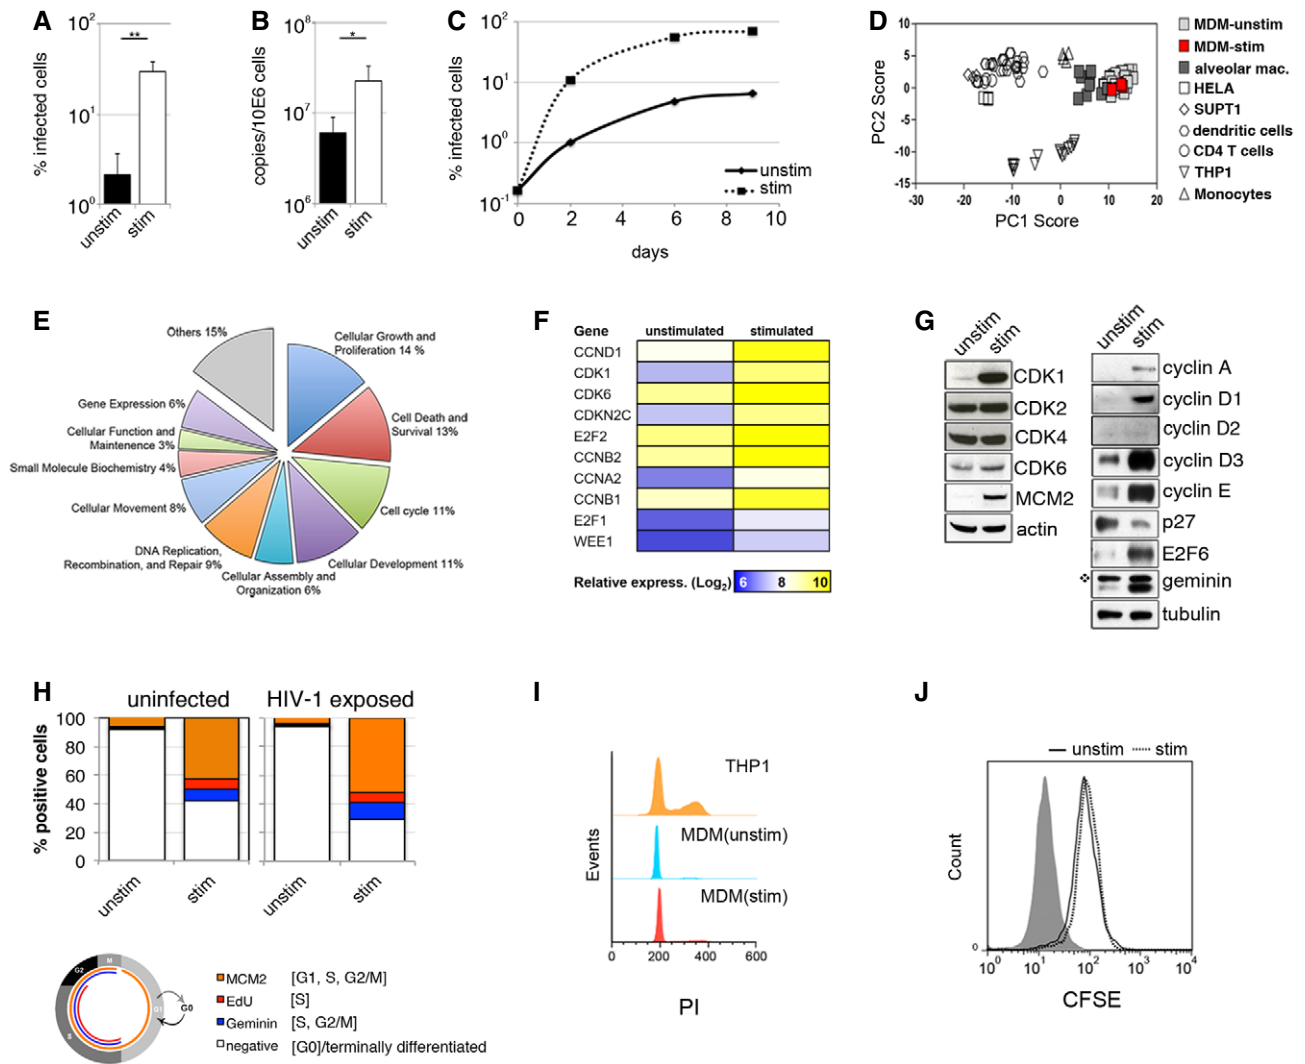 A
% infected cells
10²
10¹
10⁰
**
unstim
stim
B
copies/10E6 cells
10⁸
10⁷
10⁶
*
unstim
stim
C
% infected cells
10²
10¹
10⁰
10⁻¹
0 2 4 6 8 10
days
unstim
stim
D
PC2 Score
10
5
0
-5
-10
-15
-30 -20 -10 0 10 20
PC1 Score
MDM-unstim
MDM-stim
alveolar mac.
HELA
SUPT1
dendritic cells
CD4 T cells
THP1
Monocytes
E
Others 15%
Cellular Growth and
Proliferation 14 %
Cell Death and
Survival 13%
Cell cycle 11%
Cellular Development 11%
Cellular Assembly and
Organization 6%
DNA Replication,
Recombination, and Repair 9%
Cellular Movement 8%
Small Molecule Biochemistry 4%
Cellular Function and
Maintenence 3%
Gene Expression 6%
F
Gene unstimulated stimulated
CCND1
CDK1
CDK6
CDKN2C
E2F2
CCNB2
CCNA2
CCNB1
E2F1
WEE1
Relative express. (Log₂) 6 8 10
G
unstim
stim
CDK1
CDK2
CDK4
CDK6
MCM2
actin
unstim
stim
cyclin A
cyclin D1
cyclin D2
cyclin D3
cyclin E
p27
E2F6
geminin
tubulin
H
uninfected HIV-1 exposed
% positive cells
100
80
60
40
20
0
unstim
stim
unstim
stim
M
G2
G1
S
G0
MCM2 [G1, S, G2/M]
EdU [S]
Geminin [S, G2/M]
negative [G0]/terminally differentiated
I
Events
THP1
MDM(unstim)
MDM(stim)
0 200 400 600
PI
J
unstim stim
Count
0
10⁰ 10¹ 10² 10³ 10⁴
CFSE